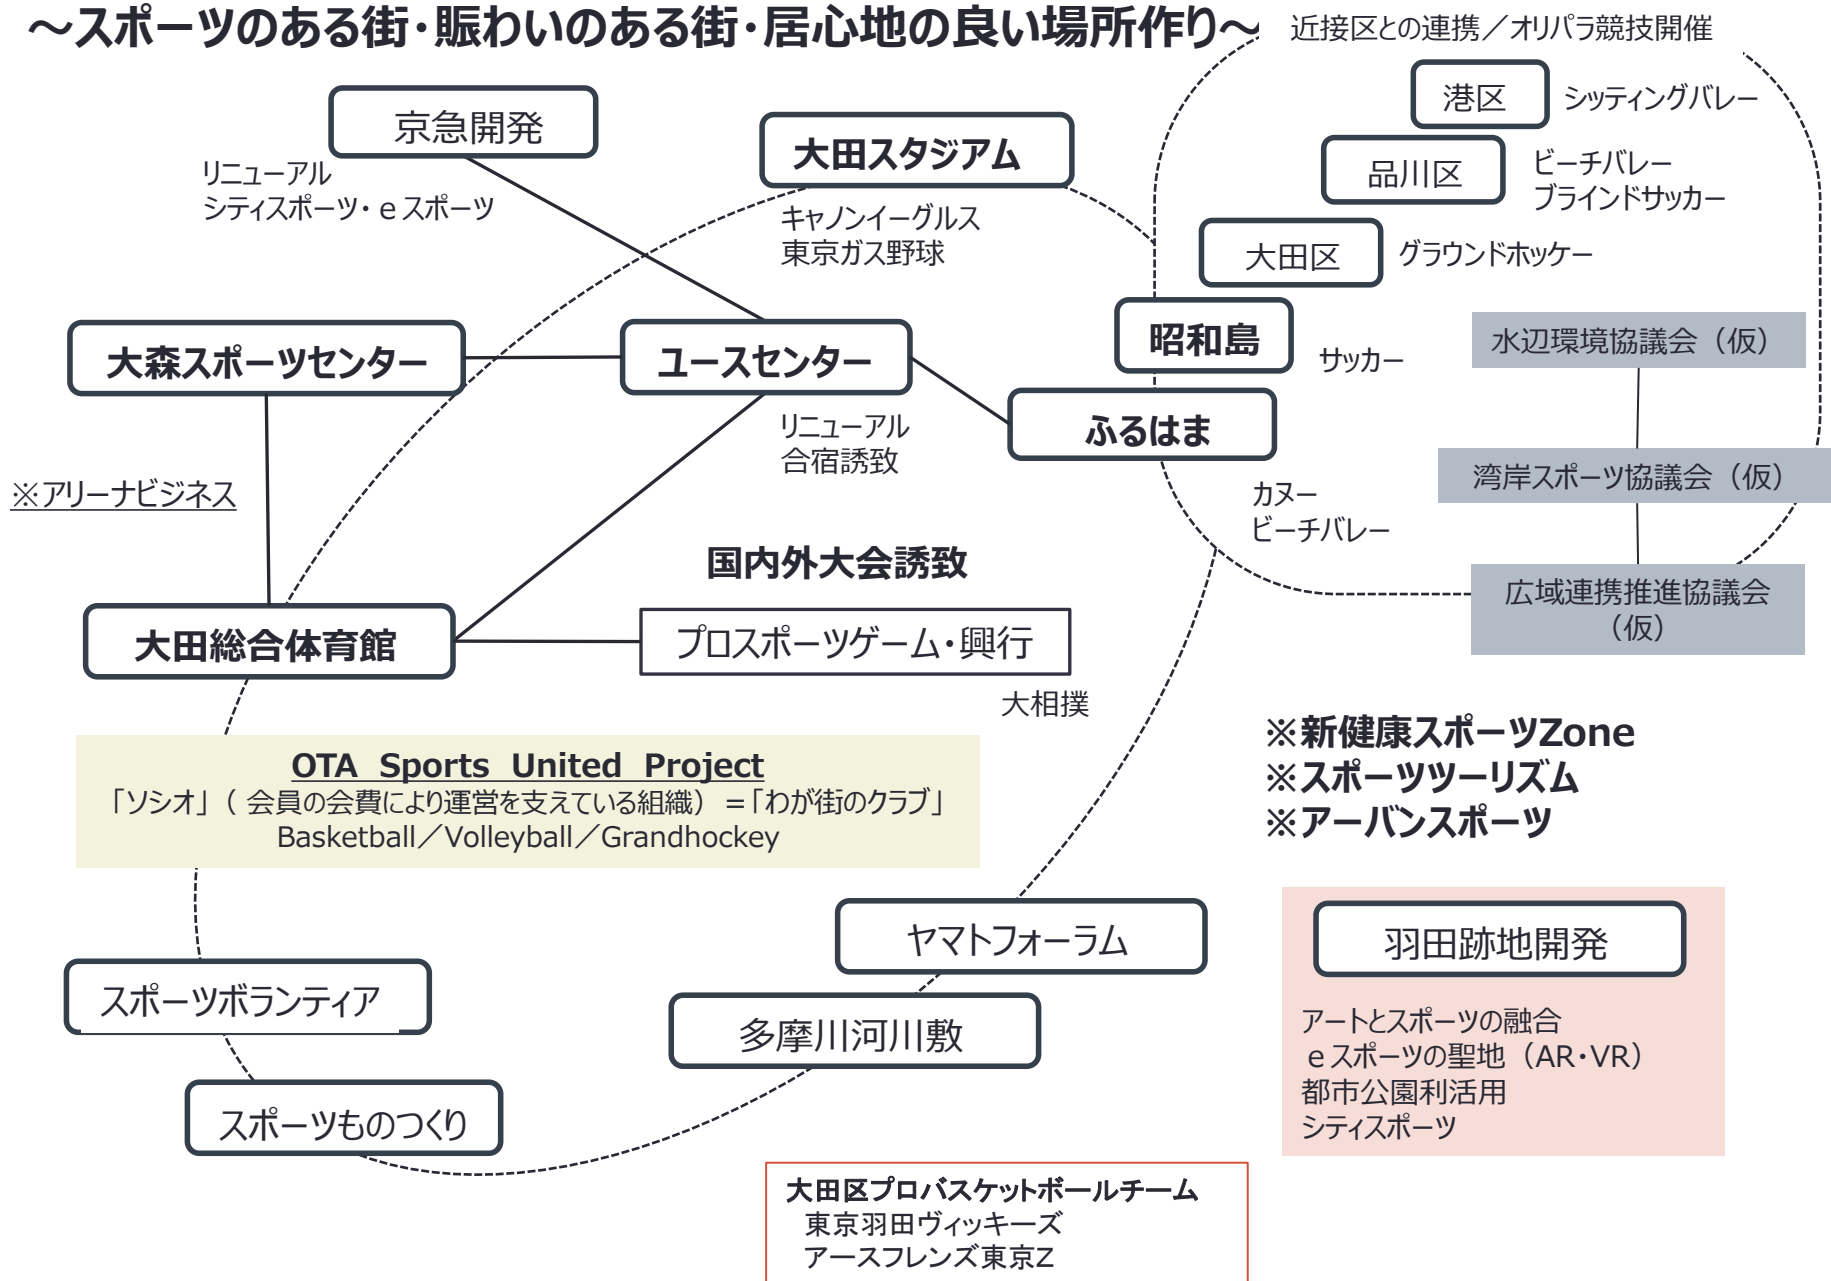 ～スポーツのある街･賑わいのある街･居心地の良い場所作り～
近接区との連携／オリパラ競技開催
京急開発
リニューアル
シティスポーツ・ｅスポーツ
大田スタジアム
キャノンイーグルス
東京ガス野球
港区
シッティングバレー
品川区
ビーチバレー
ブラインドサッカー
大田区
グラウンドホッケー
大森スポーツセンター
ユースセンター
リニューアル
合宿誘致
昭和島
サッカー
ふるはま
カヌー
ビーチバレー
水辺環境協議会（仮）
湾岸スポーツ協議会（仮）
広域連携推進協議会
（仮）
※アリーナビジネス
国内外大会誘致
大田総合体育館
プロスポーツゲーム･興行
大相撲
※新健康スポーツZone
※スポーツツーリズム
※アーバンスポーツ
OTA Sports United Project
「ソシオ」（ 会員の会費により運営を支えている組織）＝「わが街のクラブ」
Basketball／Volleyball／Grandhockey
ヤマトフォーラム
スポーツボランティア
多摩川河川敷
スポーツものつくり
羽田跡地開発
アートとスポーツの融合
ｅスポーツの聖地（AR･VR）
都市公園利活用
シティスポーツ
大田区プロバスケットボールチーム
東京羽田ヴィッキーズ
アースフレンズ東京Z